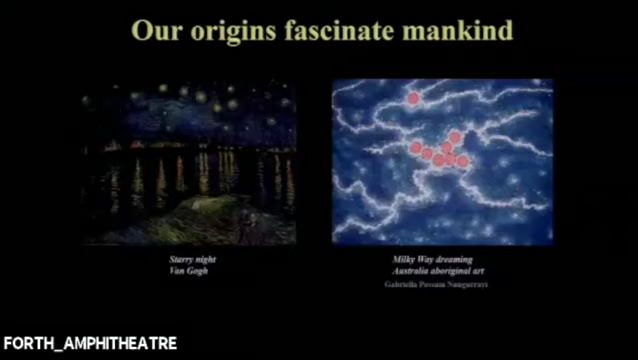 Our origins fascinate mankind
Starry night
Van Gogh
Milky Way dreaming
Australia aboriginal art
Gabriella Possum Nungurrayi
FORTH_AMPHITHEATRE